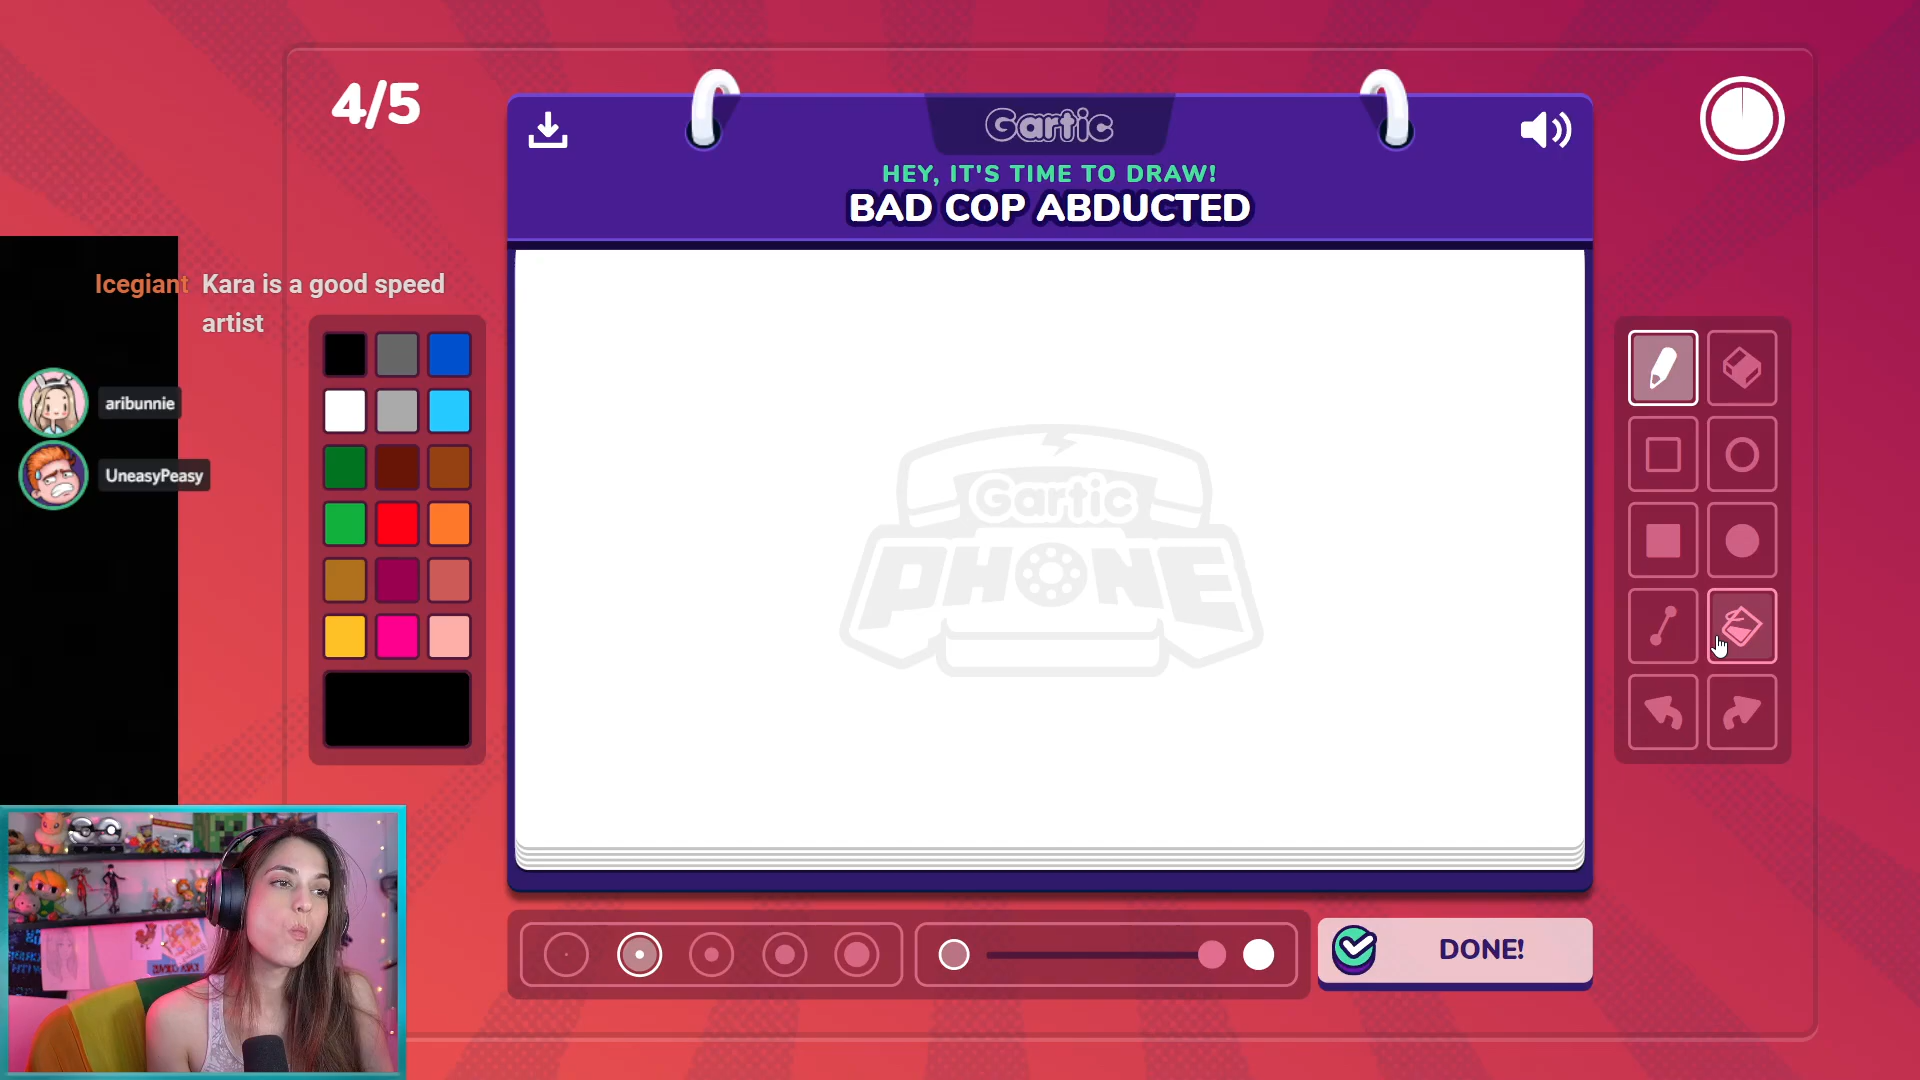 4/5
Gartic
HEY, IT'S TIME TO DRAW!
BAD COP ABDUCTED
Icegiant Kara is a good speed
artist
aribunnie
UneasyPeasy
Gartic
PHONE
DONE!